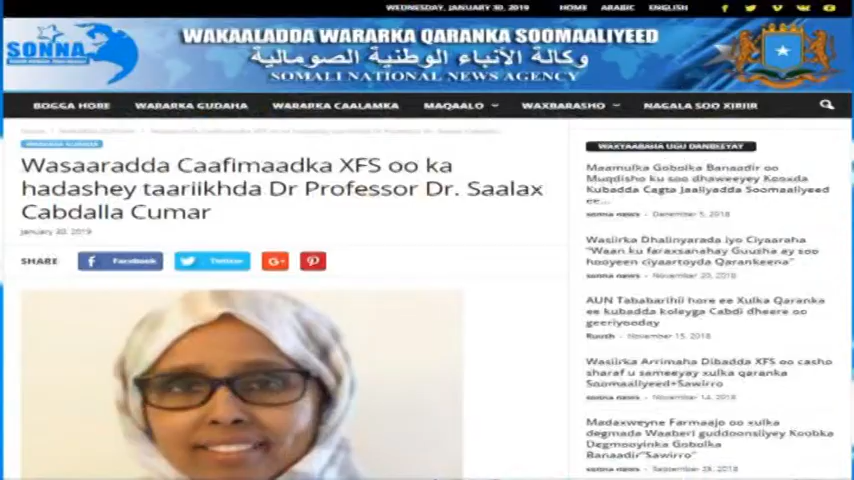 WEDNESDAY, JANUARY 30, 2019 HOME ARABIC ENGLISH
SONNA
WAKAALADDA WARARKA QARANKA SOOMAALIYEED
وكالة الأنباء الوطنية الصومالية
SOMALI NATIONAL NEWS AGENCY
BOGGA HORE WARARKA GUDAHA WARARKA CAALAMKA MAQAALO WAXBARASHO NAGALA SOO XIRIIR
Wasaaradda Caafimaadka XFS oo ka
hadashey taariikhda Dr Professor Dr. Saalax
Cabdalla Cumar
January 30, 2019
SHARE Facebook Twitter G+
WAXYAABAHA UGU DANBEEYAY
Maamulka Gobolka Banaadir oo
Muqdisho ku soo dhaweeyey Kooxda
Kubadda Cagta Jaaliyadda Soomaaliyeed
ee...
sonna news - December 5, 2018
Wasiirka Dhalinyarada iyo Ciyaaraha
"Waan ku faraxsanahay Guusha ay soo
hooyeen ciyaartoyda Qarankeena"
sonna news - November 20, 2018
AUN Tababarihii hore ee Xulka Qaranka
ee kubadda koleyga Cabdi dheere oo
geeriyooday
- November 15, 2018
Wasiirka Arrimaha Dibadda XFS oo casho
sharaf u sameeyay xulka qaranka
Soomaaliyeed+Sawirro
sonna news - November 14, 2018
Madaxweyne Farmaajo oo xulka
degmada Waaberi guddoonsiiyey Koobka
Degmooyinka Gobolka
Banaadir"Sawirro"
sonna news - September 28, 2018